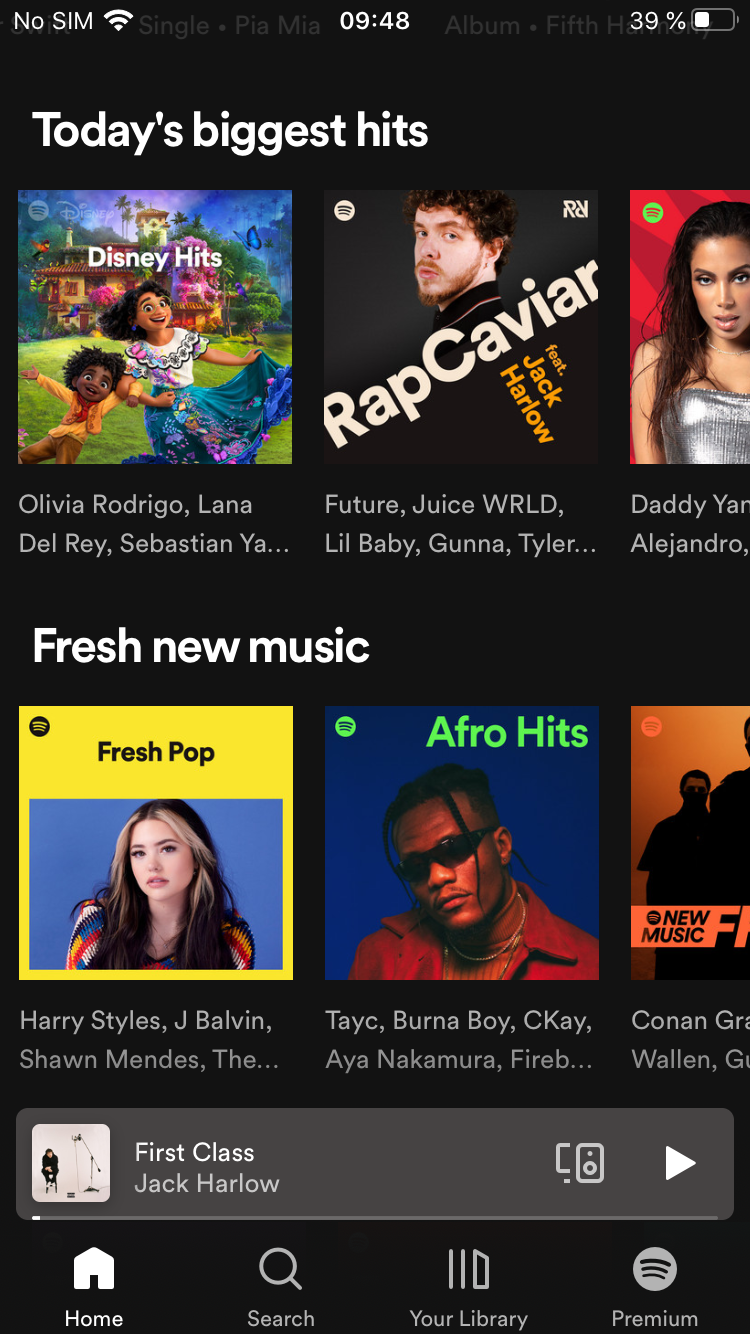 No SIM 09:48 39 %
Swift Single • Pia Mia Album • Fifth Harmony
Today's biggest hits
Disney
Disney Hits
RapCaviar
feat.
Jack
Harlow
Olivia Rodrigo, Lana
Del Rey, Sebastian Ya...
Future, Juice WRLD,
Lil Baby, Gunna, Tyler...
Daddy Yan
Alejandro,
Fresh new music
Fresh Pop
Afro Hits
NEW
MUSIC FR
Harry Styles, J Balvin,
Shawn Mendes, The...
Tayc, Burna Boy, CKay,
Aya Nakamura, Fireb...
Conan Gra
Wallen, Gu
First Class
Jack Harlow
Home Search Your Library Premium